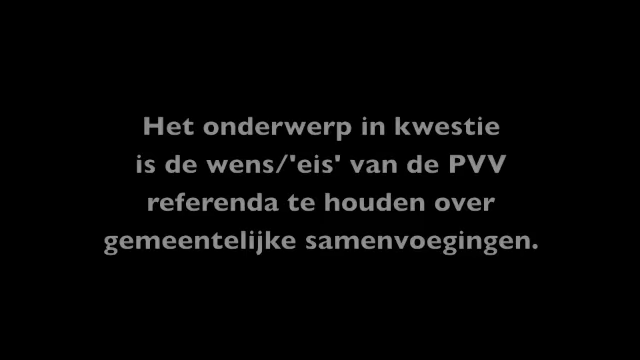 Het onderwerp in kwestie
is de wens/'eis' van de PVV
referenda te houden over
gemeentelijke samenvoegingen.